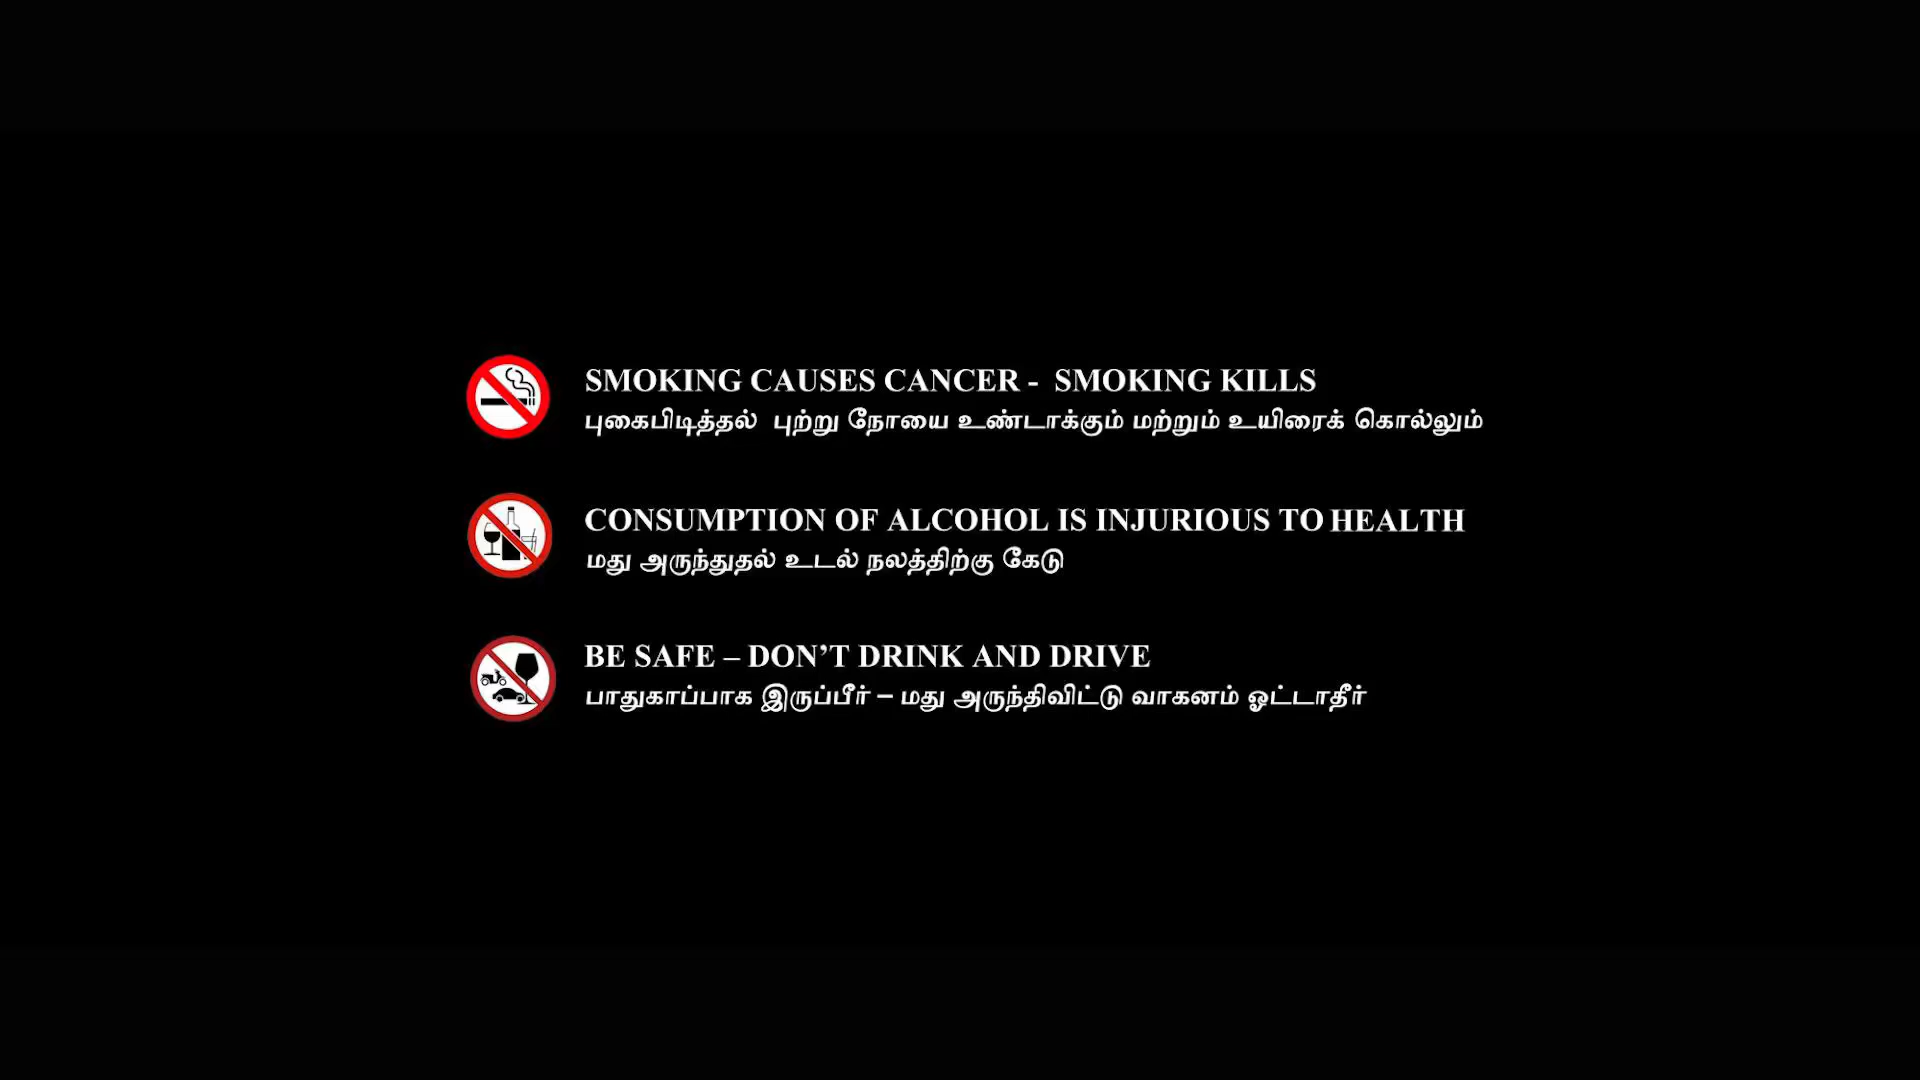 SMOKING CAUSES CANCER - SMOKING KILLS
புகைபிடித்தல் புற்று நோயை உண்டாக்கும் மற்றும் உயிரைக் கொல்லும்
CONSUMPTION OF ALCOHOL IS INJURIOUS TO HEALTH
மது அருந்துதல் உடல் நலத்திற்கு கேடு
BE SAFE – DON’T DRINK AND DRIVE
பாதுகாப்பாக இருப்பீர் – மது அருந்திவிட்டு வாகனம் ஓட்டாதீர்